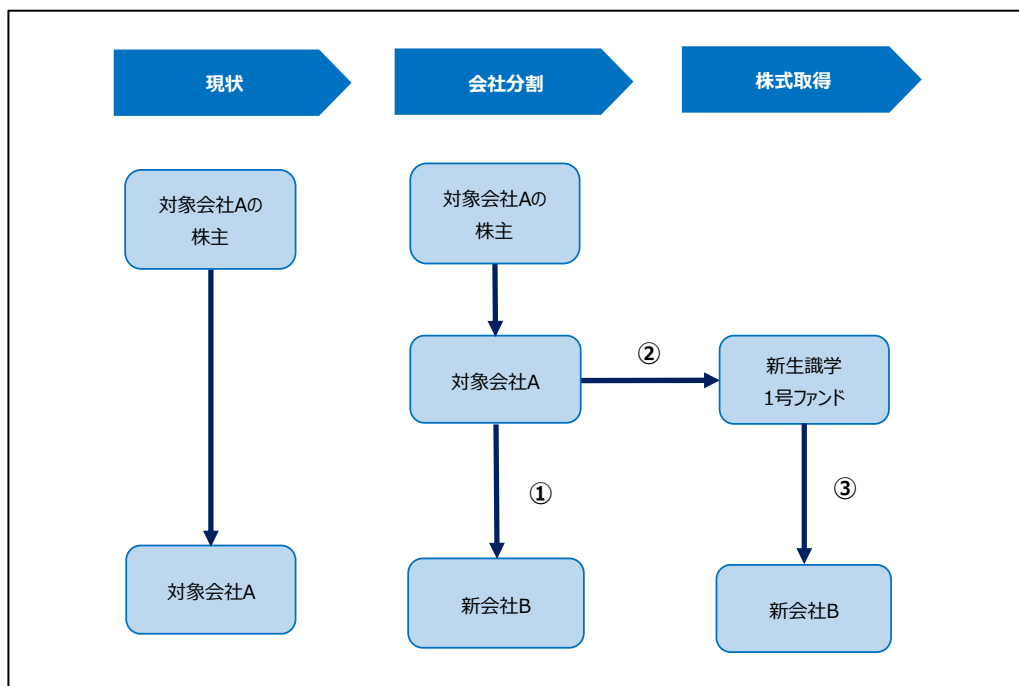 現状
会社分割
株式取得
対象会社Aの
株主
対象会社Aの
株主
対象会社A
②
新生識学
1号ファンド
①
③
対象会社A
新会社B
新会社B